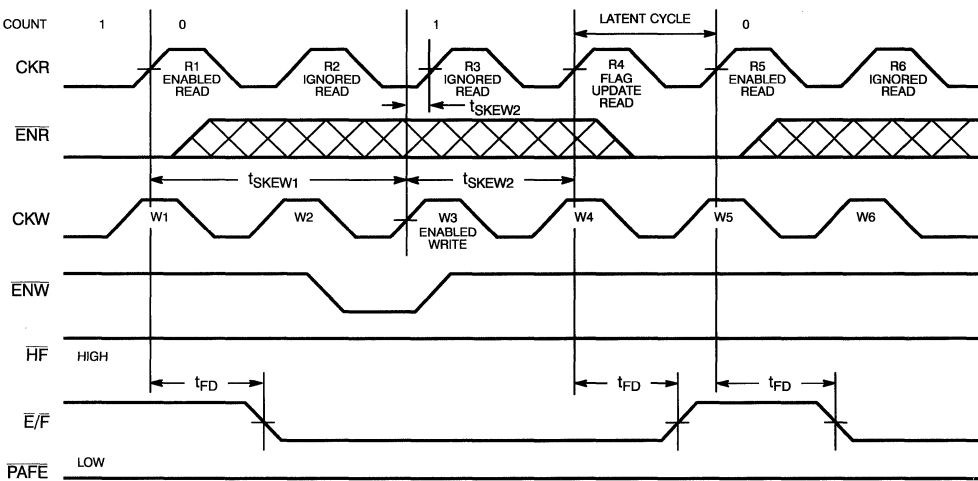 COUNT 1 0 1 LATENT CYCLE 0
CKR
R1 ENABLED READ
R2 IGNORED READ
R3 IGNORED READ
R4 FLAG UPDATE READ
R5 ENABLED READ
R6 IGNORED READ
tSKEW2
ENR
tSKEW1 tSKEW2
CKW
W1
W2
W3 ENABLED WRITE
W4
W5
W6
ENW
HF HIGH
tFD tFD tFD
E/F
LOW
PAFE